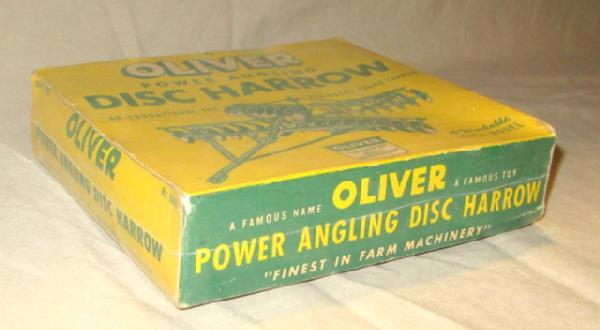 OLIVER
POWER ANGLING
DISC HARROW
AN EDUCATIONAL TOY
OLIVER
OLIVER
POWER ANGLING DISC HARROW
A FAMOUS NAME OLIVER A FAMOUS TOY
POWER ANGLING DISC HARROW
"FINEST IN FARM MACHINERY"